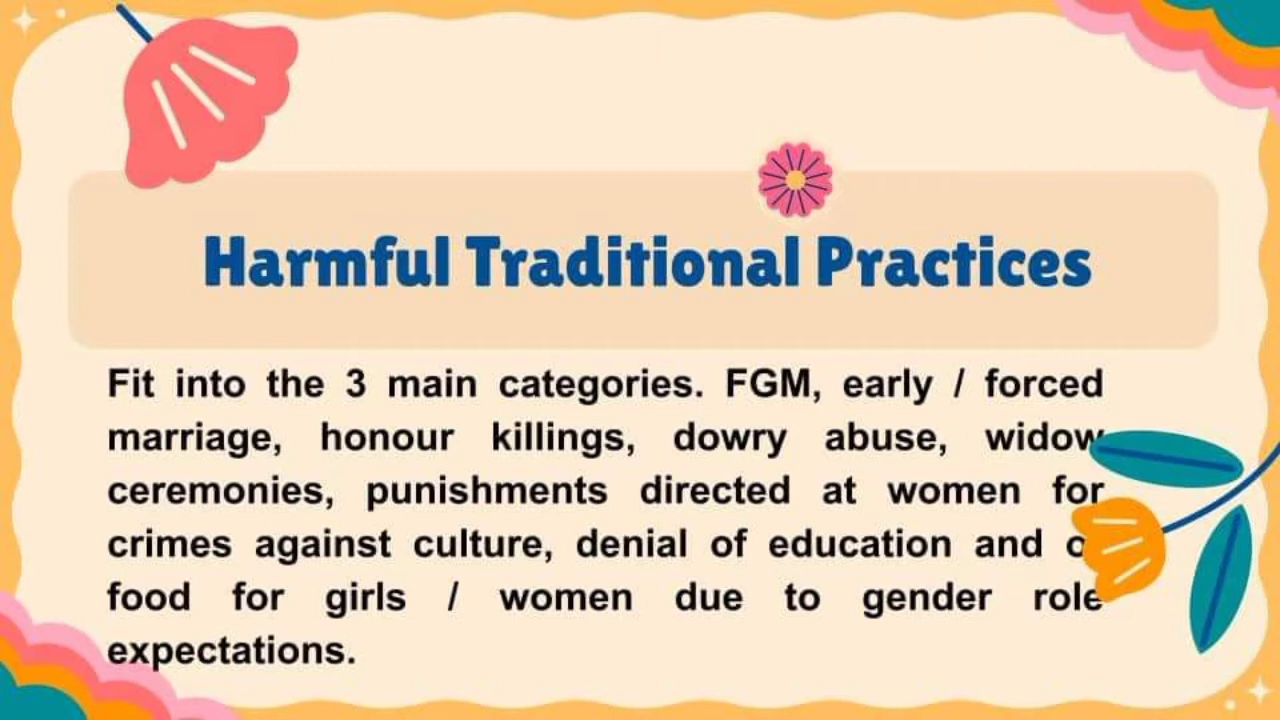 Harmful Traditional Practices
Fit into the 3 main categories. FGM, early / forced
marriage, honour killings, dowry abuse, widow
ceremonies, punishments directed at women for
crimes against culture, denial of education and
food for girls / women due to gender role
expectations.